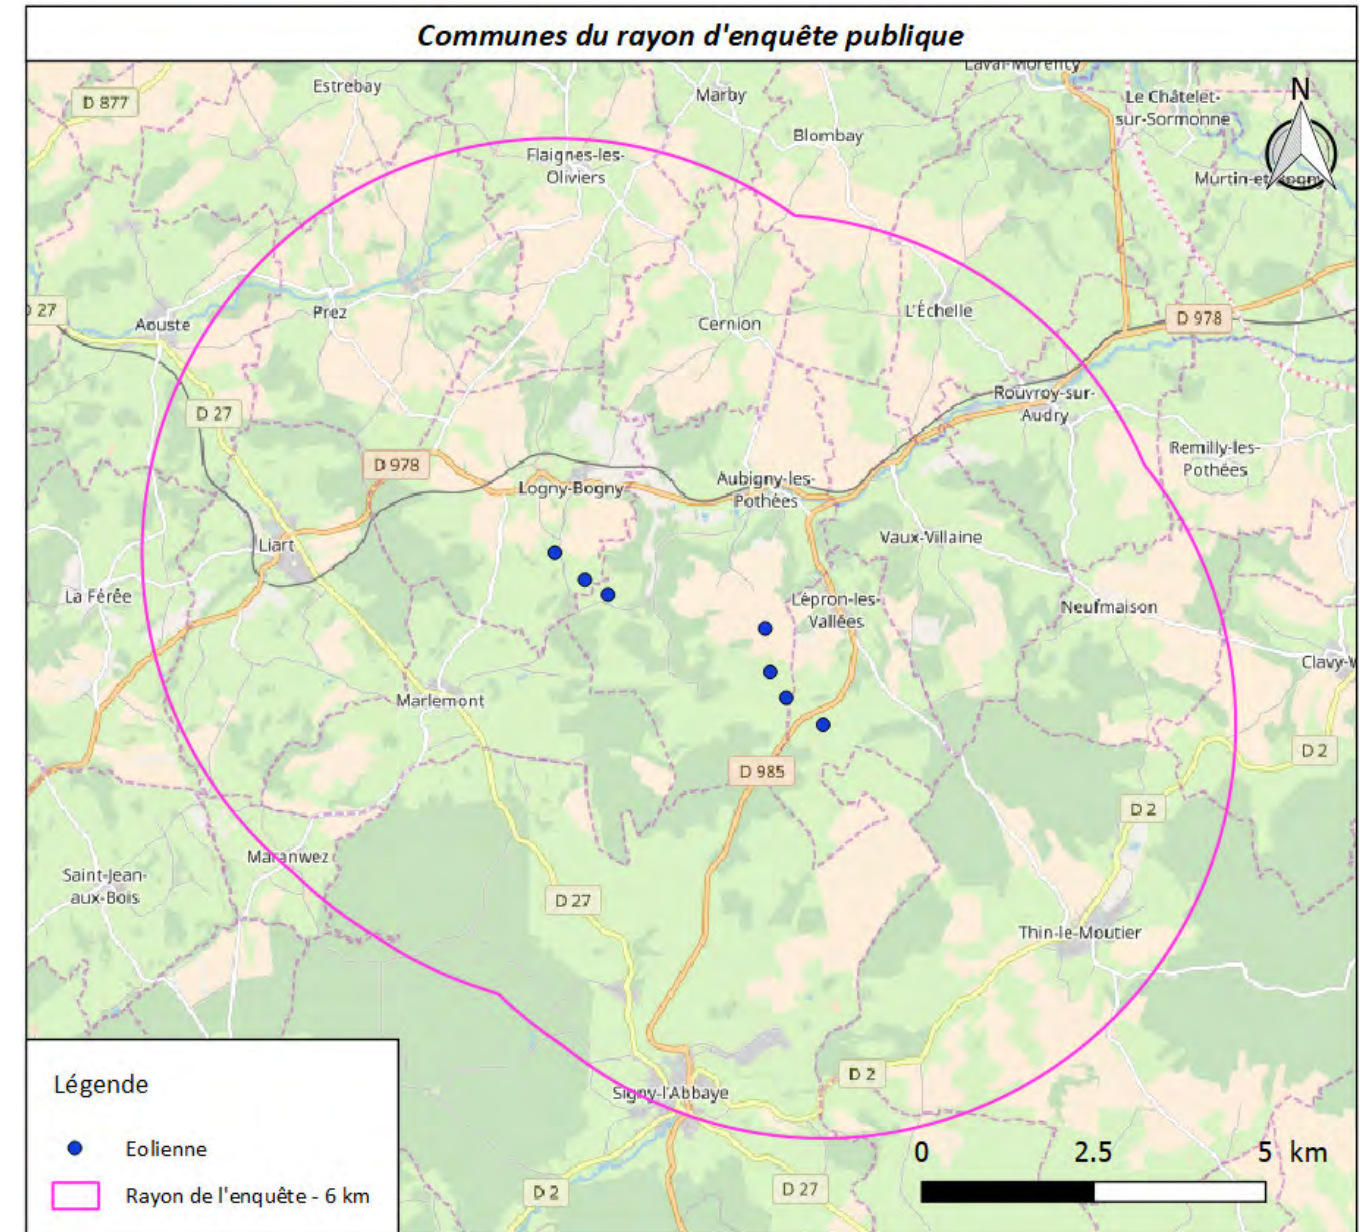 Communes du rayon d'enquête publique
Laval-Morency
D 877
Estrebay
Marby
Le Châtelet-
sur-Sormonne
N
Blombay
Flaignes-les-
Oliviers
D 27
Aouste
Prez
Cernion
L'Échelle
D 978
D 27
Rouvroy-sur-
Audry
Remilly-les-
Pothées
D 978
Logny-Bogny
Aubigny-les-
Pothées
Liart
Vaux-Villaine
La Férée
Lépron-les-
Vallées
Neufmaison
Marlemont
D 985
D 2
D 2
Maranwez
Saint-Jean-
aux-Bois
D 27
Thin-le-Moutier
D 2
Signy-l'Abbaye
D 2
D 27
0 2.5 5 km
Légende
Eolienne
Rayon de l'enquête - 6 km